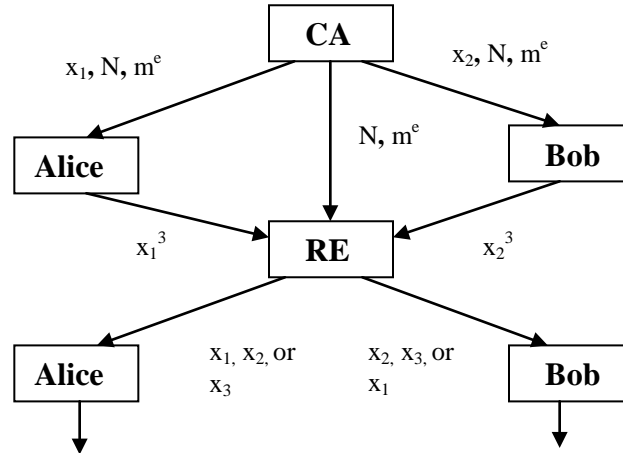 CA
x₁, N, mᵉ
x₂, N, mᵉ
N, mᵉ
Alice
Bob
x₁³
RE
x₂³
Alice
x₁, x₂, or
x₃
x₂, x₃, or
x₁
Bob